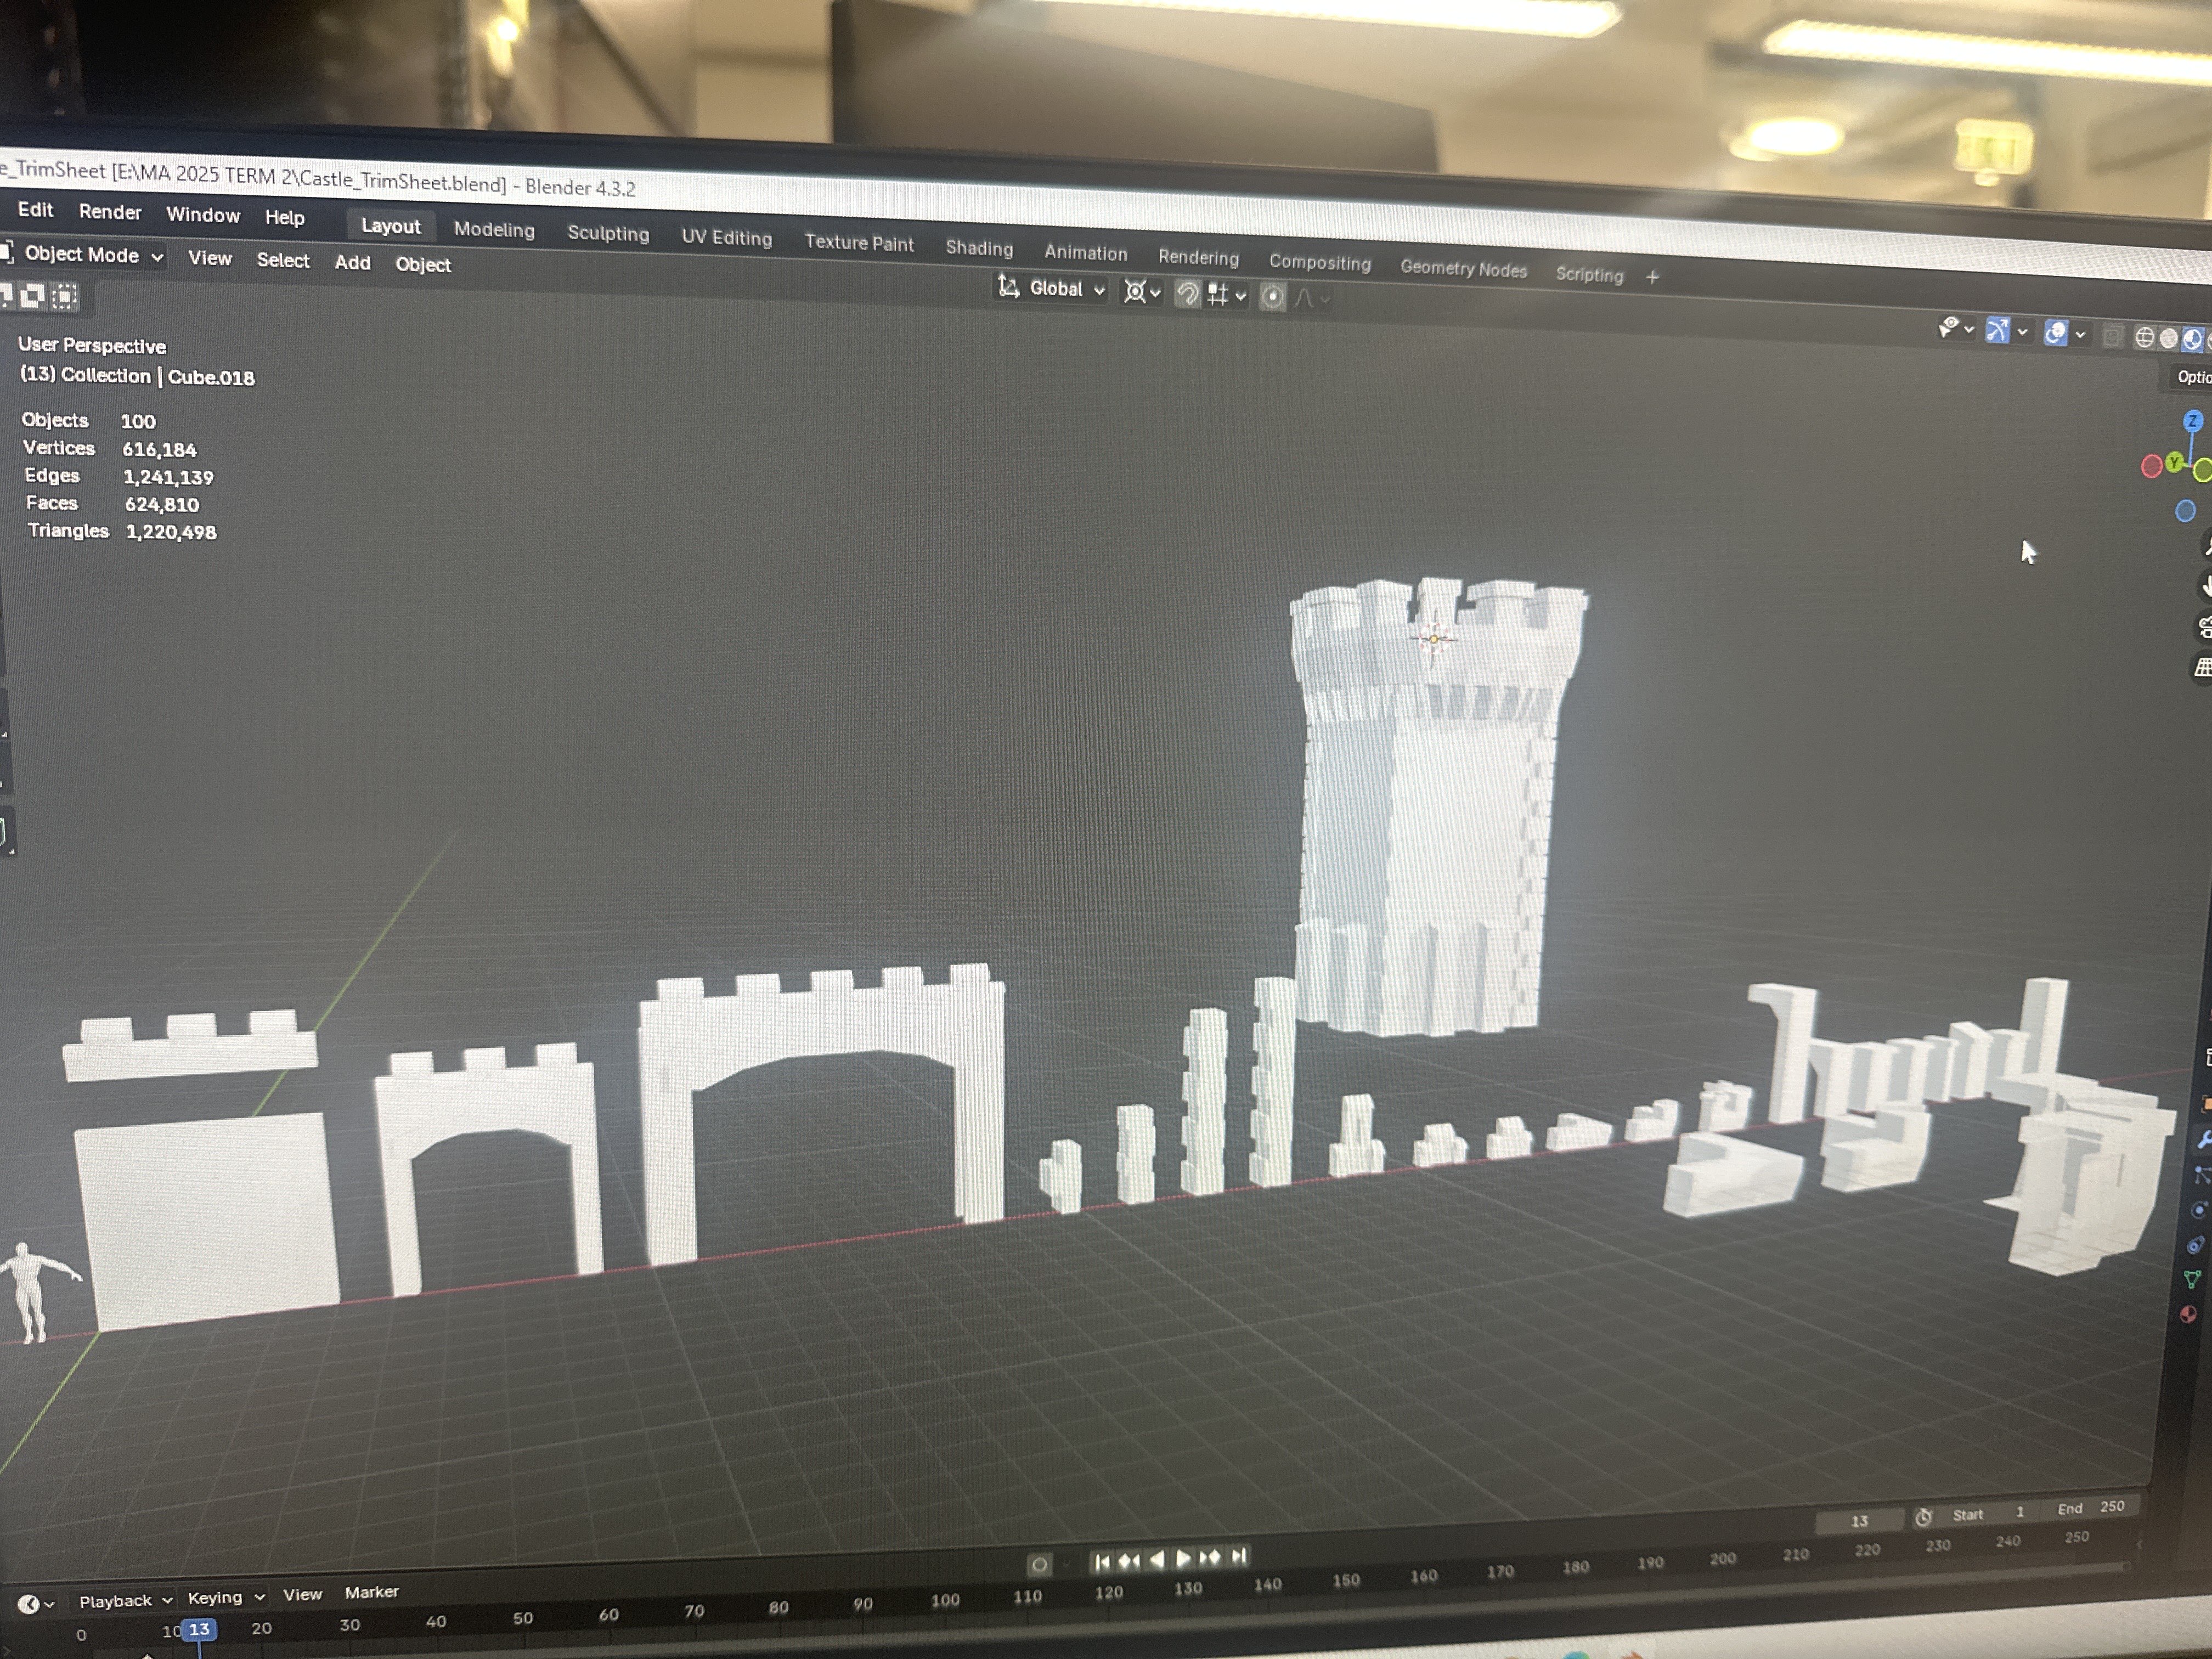 e_TrimSheet [E:\MA 2025 TERM 2\Castle_TrimSheet.blend] - Blender 4.3.2
Edit Render Window Help Layout Modeling Sculpting UV Editing Texture Paint Shading Animation Rendering Compositing Geometry Nodes Scripting +
Object Mode View Select Add Object
Global
Optio
User Perspective
(13) Collection | Cube.018
Objects 100
Vertices 616,184
Edges 1,241,139
Faces 624,810
Triangles 1,220,498
Z
Y
13 Start 1 End 250
Playback Keying View Marker
0 10 13 20 30 40 50 60 70 80 90 100 110 120 130 140 150 160 170 180 190 200 210 220 230 240 250